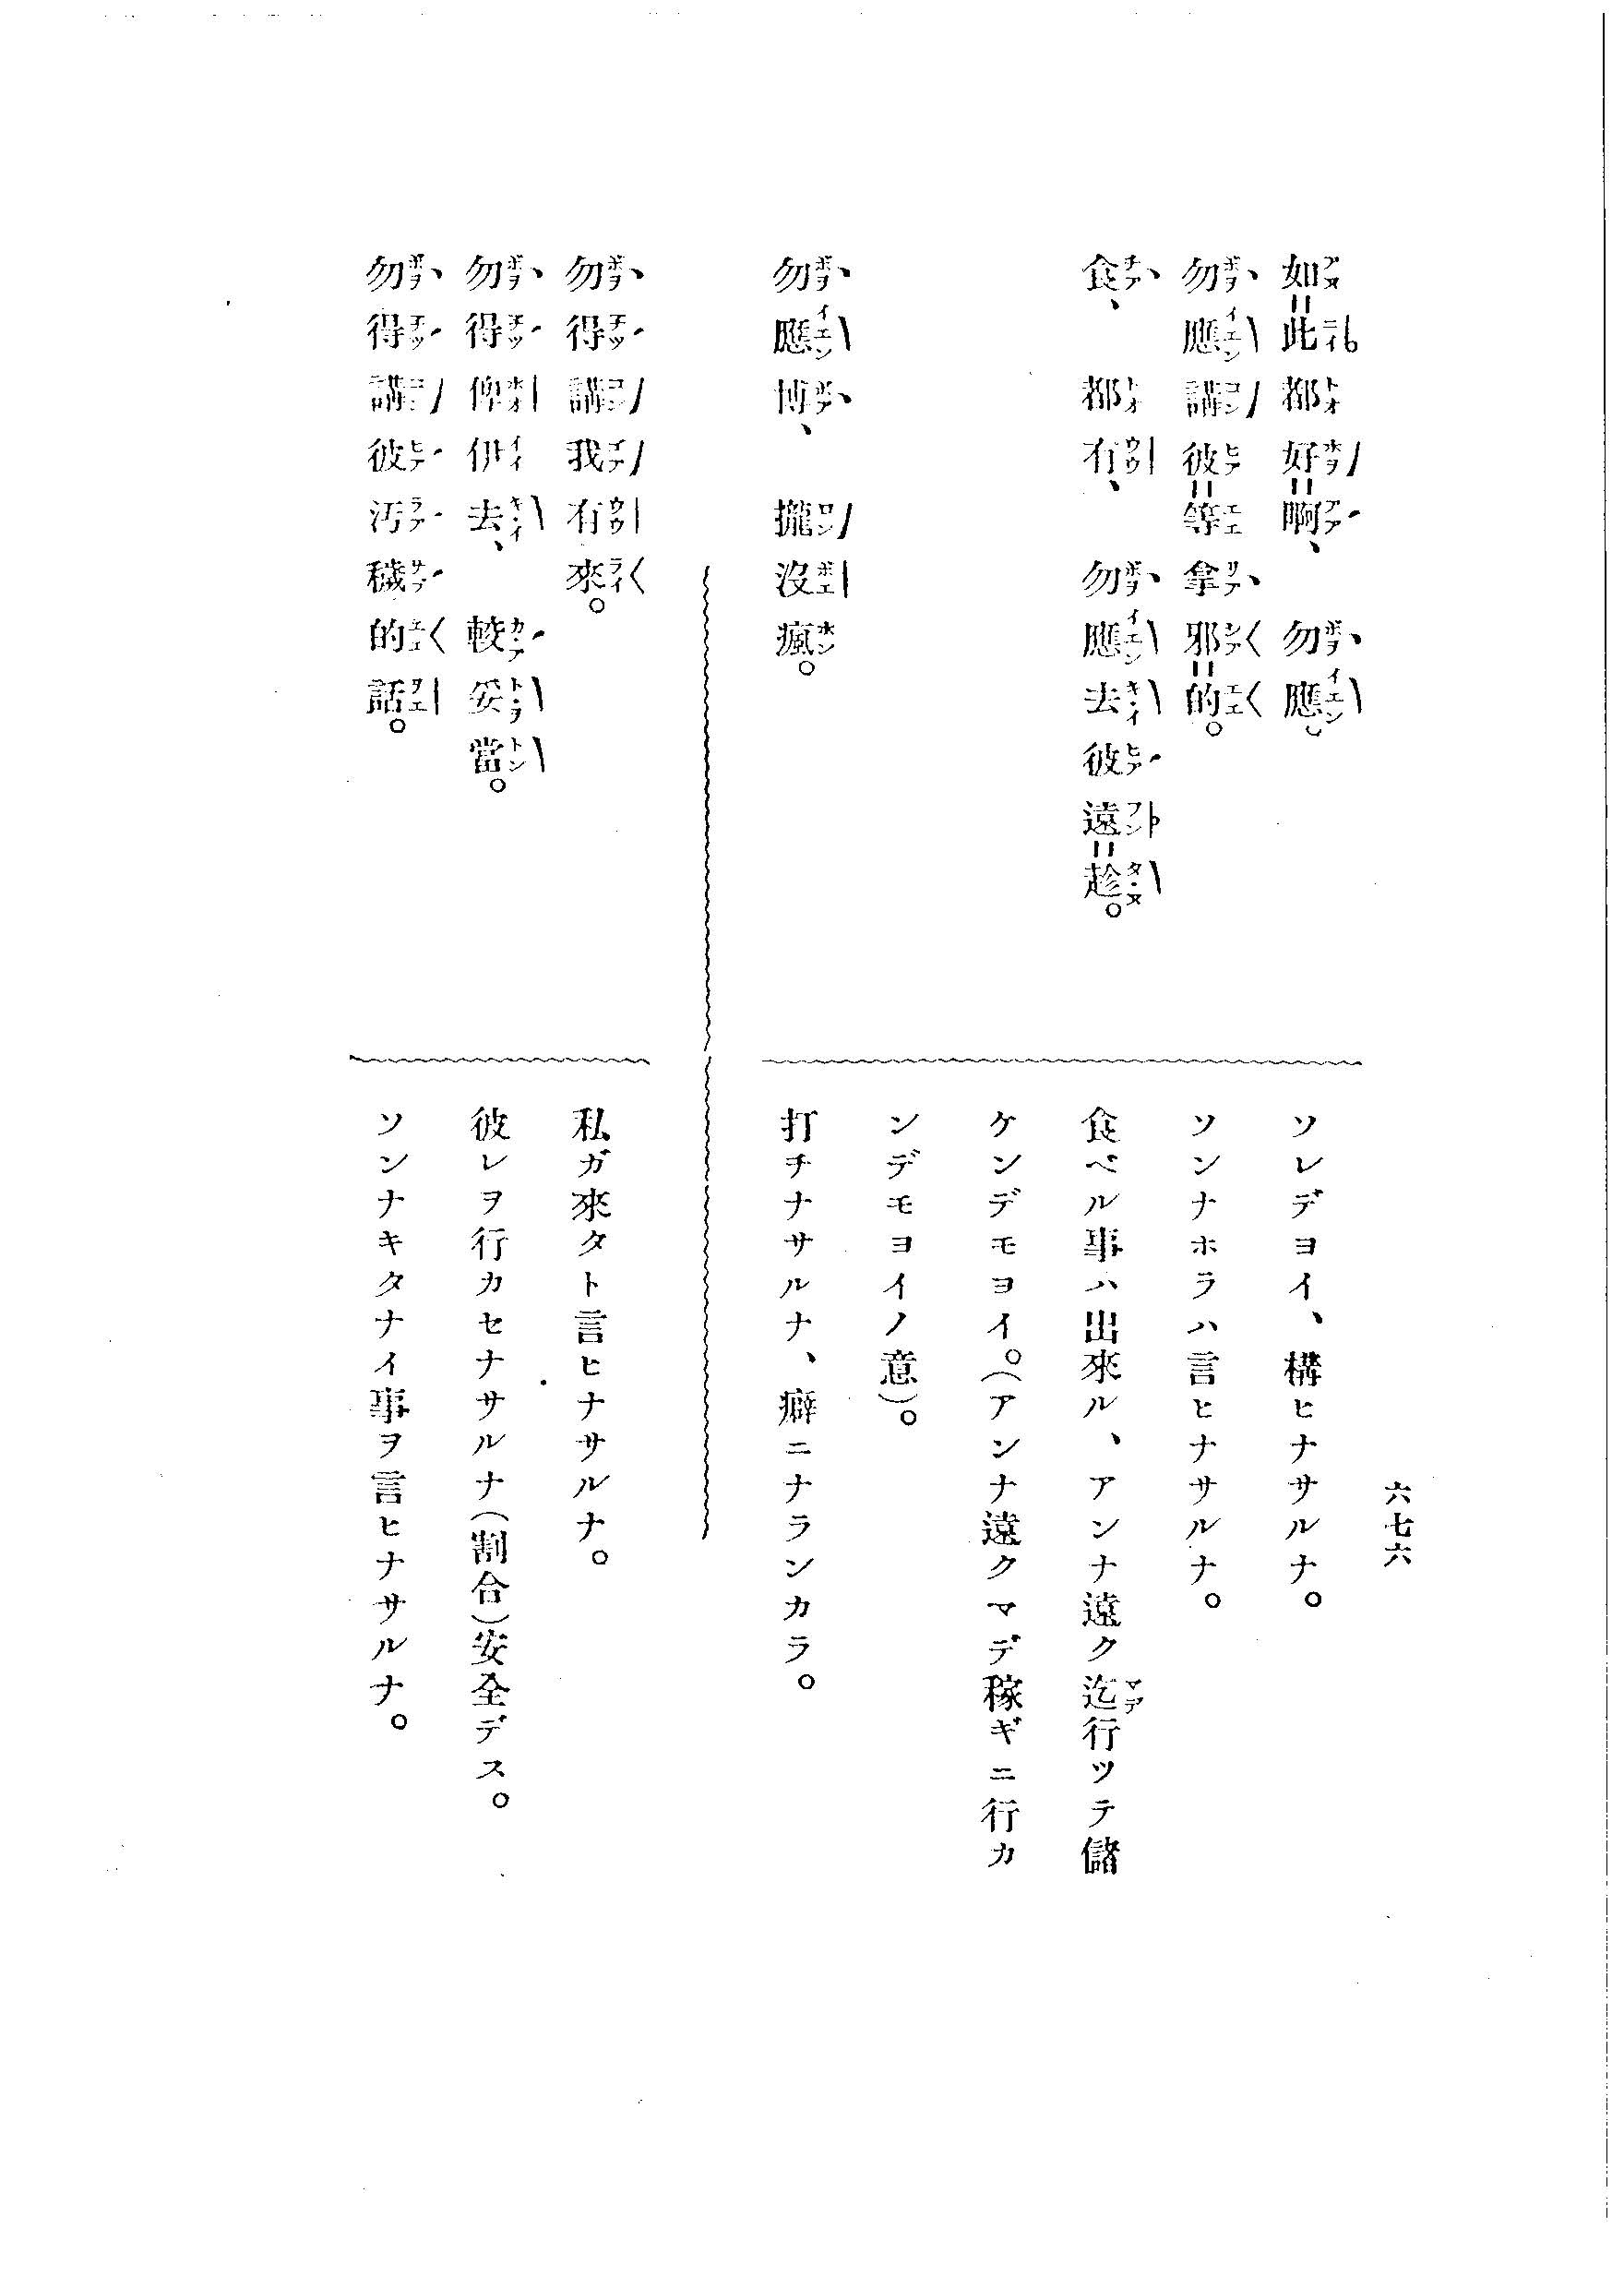 六七六
如=此都好=啊、勿應。
ソレデヨイ、構ヒナサルナ。
勿應講彼=等拿邪=的。
ソンナホラハ言ヒナサルナ。
食、都有、勿應去彼遠=趁。
食ベル事ハ出來ル、アンナ遠ク迄行ツテ儲
ケンデモヨイ。(アンナ遠クマデ稼ギニ行カ
ンデモヨイノ意)。
勿應博、攏沒瘋。
打チナサルナ、癖ニナランカラ。
勿得講我有來。
私ガ來タト言ヒナサルナ。
勿得俾伊去、較妥當。
彼レヲ行カセナサルナ(割合)安全デス。
勿得講彼汚穢的話。
ソンナキタナイ事ヲ言ヒナサルナ。